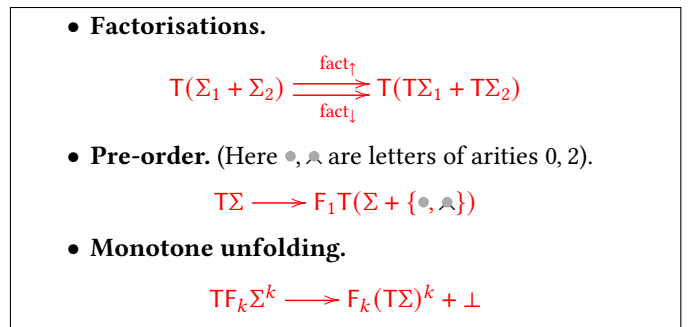 • Factorisations.
fact↑
T(Σ₁ + Σ₂) ⇉ T(TΣ₁ + TΣ₂)
fact↓
• Pre-order. (Here •, ⌃ are letters of arities 0, 2).
TΣ ⟶ F₁T(Σ + {•, ⌃})
• Monotone unfolding.
TFₖΣᵏ ⟶ Fₖ(TΣ)ᵏ + ⊥